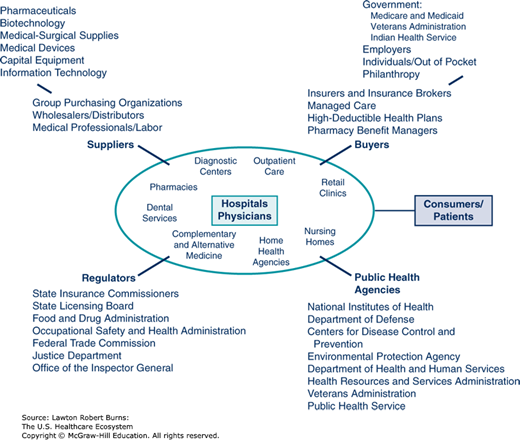 Pharmaceuticals
Biotechnology
Medical-Surgical Supplies
Medical Devices
Capital Equipment
Information Technology
Group Purchasing Organizations
Wholesalers/Distributors
Medical Professionals/Labor
Suppliers
Government:
Medicare and Medicaid
Veterans Administration
Indian Health Service
Employers
Individuals/Out of Pocket
Philanthropy
Insurers and Insurance Brokers
Managed Care
High-Deductible Health Plans
Pharmacy Benefit Managers
Buyers
Diagnostic
Centers
Outpatient
Care
Pharmacies
Retail
Clinics
Dental
Services
Hospitals
Physicians
Consumers/
Patients
Complementary
and Alternative
Medicine
Home
Health
Agencies
Nursing
Homes
Regulators
State Insurance Commissioners
State Licensing Board
Food and Drug Administration
Occupational Safety and Health Administration
Federal Trade Commission
Justice Department
Office of the Inspector General
Public Health
Agencies
National Institutes of Health
Department of Defense
Centers for Disease Control and
Prevention
Environmental Protection Agency
Department of Health and Human Services
Health Resources and Services Administration
Veterans Administration
Public Health Service
Source: Lawton Robert Burns:
The U.S. Healthcare Ecosystem
Copyright © McGraw-Hill Education. All rights reserved.